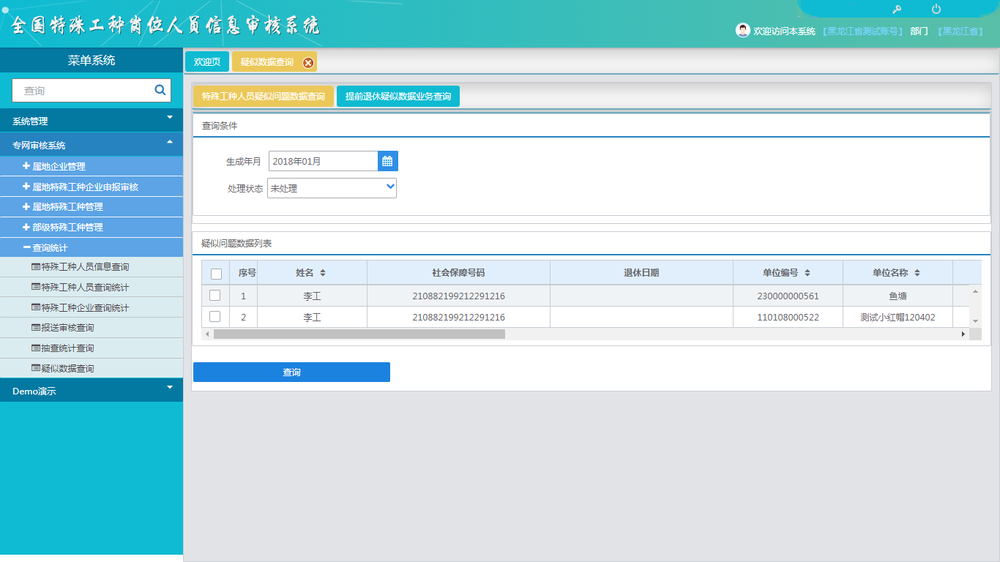 全国特殊工种岗位人员信息审核系统
欢迎访问本系统 【黑龙江省测试账号】 部门 【黑龙江省】
菜单系统
查询
系统管理
专网审核系统
属地企业管理
属地特殊工种企业申报审核
属地特殊工种管理
部级特殊工种管理
查询统计
特殊工种人员信息查询
特殊工种人员查询统计
特殊工种企业查询统计
报送审核查询
抽查统计查询
疑似数据查询
Demo演示
欢迎页 疑似数据查询
特殊工种人员疑似问题数据查询 提前退休疑似数据业务查询
查询条件
生成年月 2018年01月
处理状态 未处理
疑似问题数据列表
序号 姓名 社会保障号码 退休日期 单位编号 单位名称
1 李工 210882199212291216 230000000561 鱼塘
2 李工 210882199212291216 110108000522 测试小红帽120402
查询